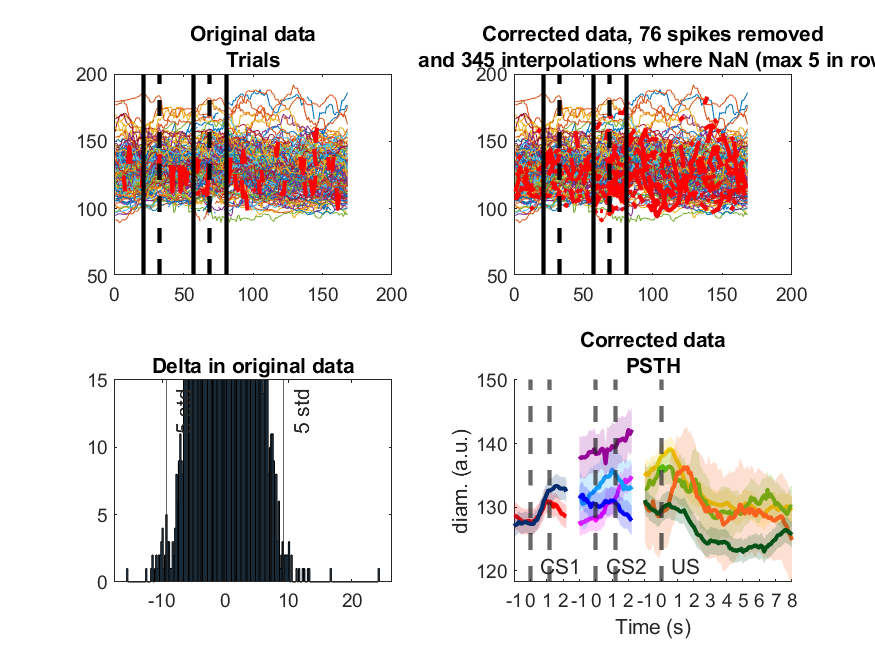 Original data
Trials
200
150
100
50
0
50
100
150
200
Corrected data, 76 spikes removed
and 345 interpolations where NaN (max 5 in row
200
150
100
50
0
50
100
150
200
Delta in original data
15
10
5
0
-10
0
10
20
5 std
5 std
Corrected data
PSTH
150
140
130
120
diam. (a.u.)
CS1 CS2 US
-1 0 1 2 -1 0 1 2 -1 0 1 2 3 4 5 6 7 8
Time (s)